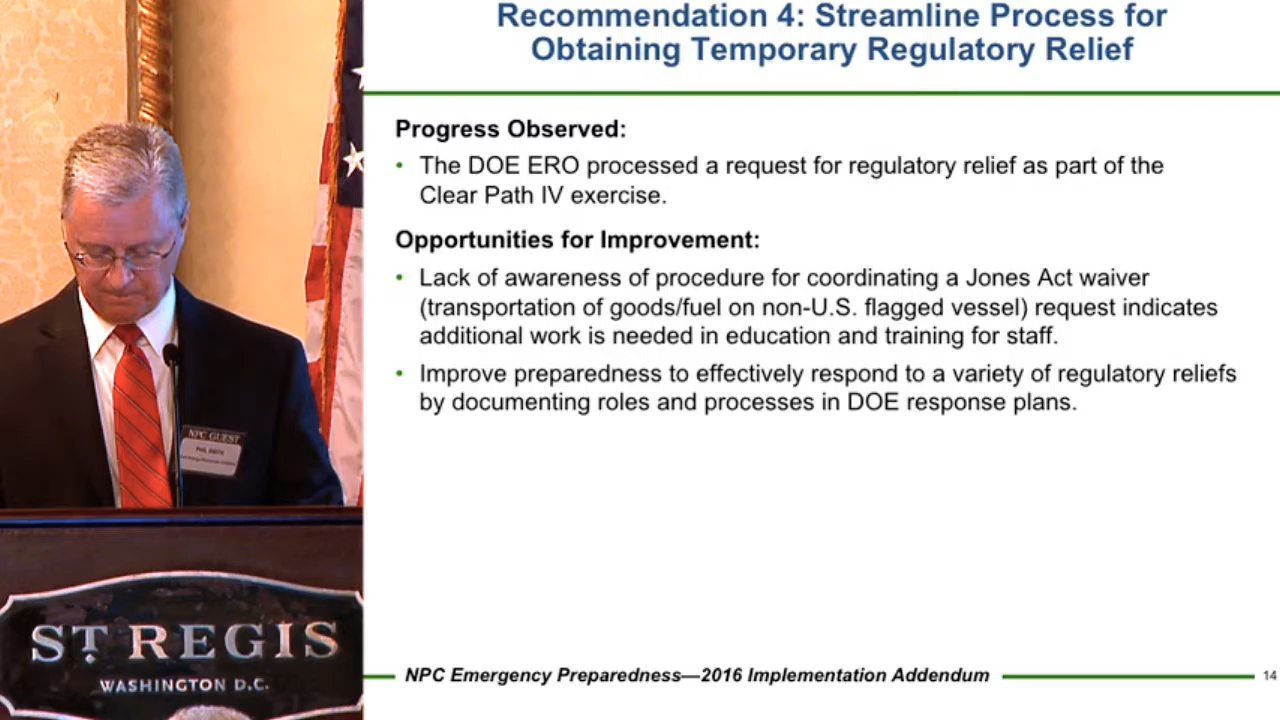 Recommendation 4: Streamline Process for
Obtaining Temporary Regulatory Relief
Progress Observed:
• The DOE ERO processed a request for regulatory relief as part of the
Clear Path IV exercise.
Opportunities for Improvement:
• Lack of awareness of procedure for coordinating a Jones Act waiver
(transportation of goods/fuel on non-U.S. flagged vessel) request indicates
additional work is needed in education and training for staff.
• Improve preparedness to effectively respond to a variety of regulatory reliefs
by documenting roles and processes in DOE response plans.
NPC Emergency Preparedness—2016 Implementation Addendum
14
NPC GUEST
PHIL SMITH
ST. REGIS
WASHINGTON D.C.